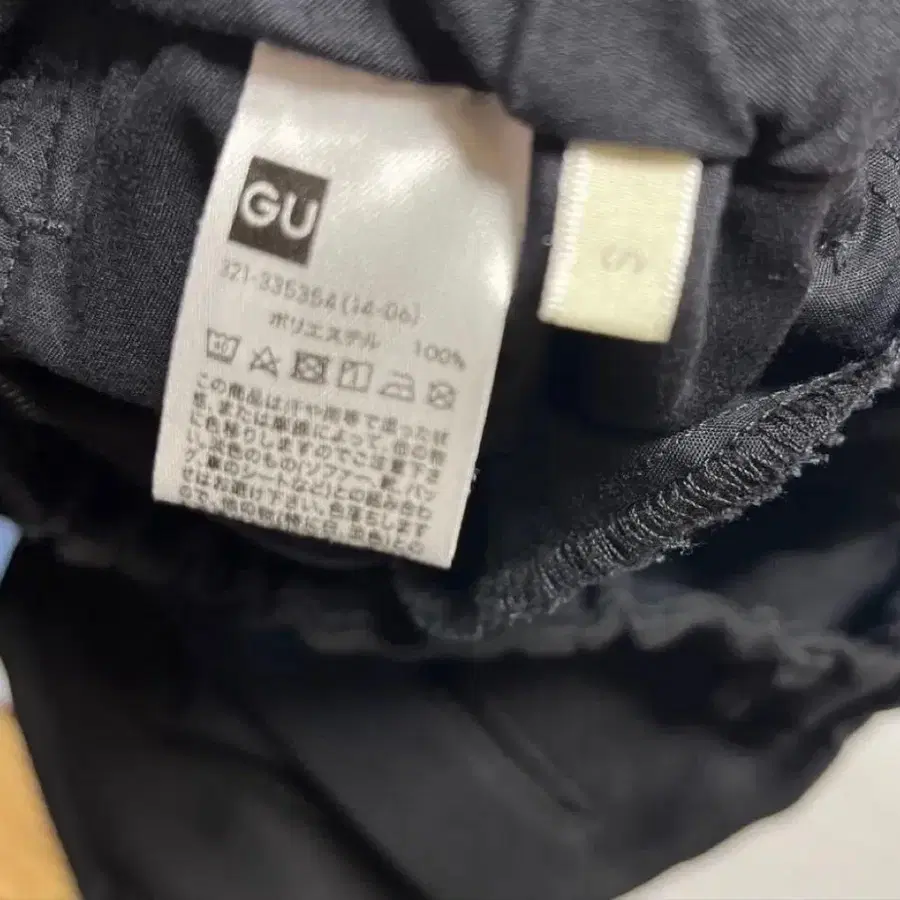 GU
321-335354(14-06)
ポリエステル 100%
40
この商品は汗や雨等で湿った状
態、または摩擦によって、他の物
に色移りしますのでご注意下さ
い。淡色のもの(ソファー、靴、バッ
グ、車のシートなど)との組み合わ
せはお避け下さい。色落ちします
ので、他の物(特に白、淡色)との
S